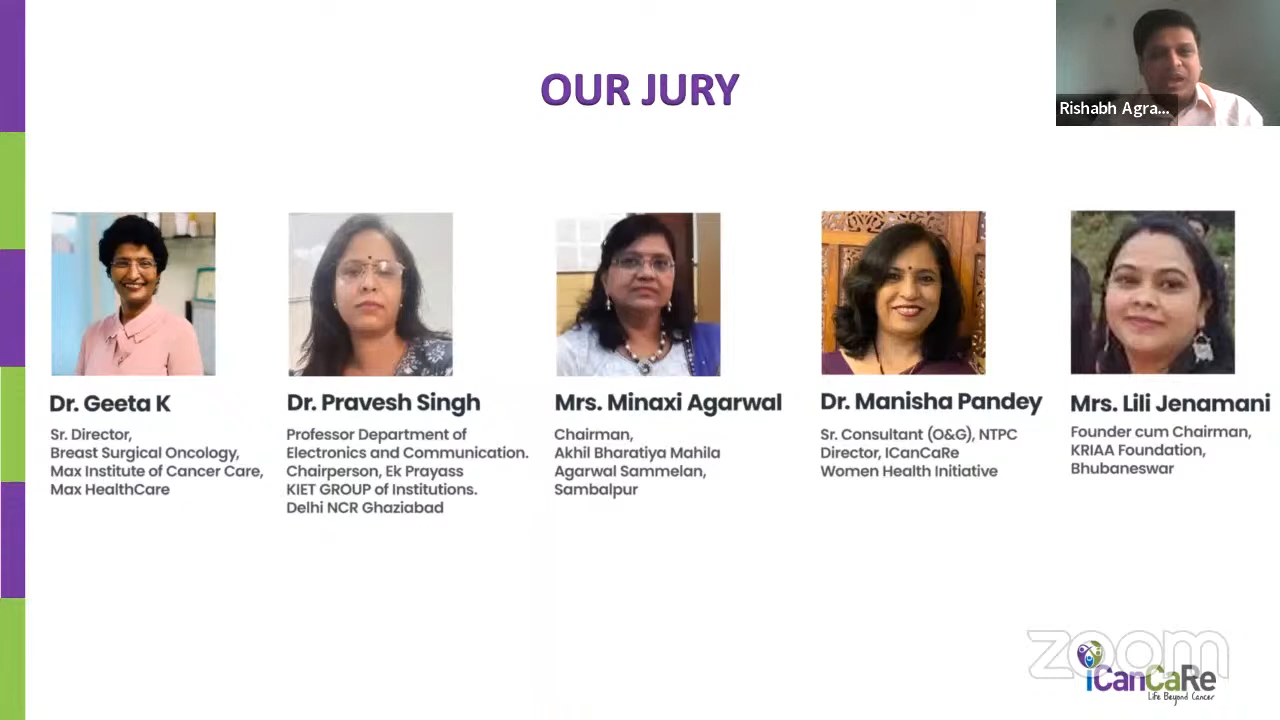 OUR JURY
Rishabh Agra...
Dr. Geeta K
Sr. Director,
Breast Surgical Oncology,
Max Institute of Cancer Care,
Max HealthCare
Dr. Pravesh Singh
Professor Department of
Electronics and Communication.
Chairperson, Ek Prayass
KIET GROUP of Institutions.
Delhi NCR Ghaziabad
Mrs. Minaxi Agarwal
Chairman,
Akhil Bharatiya Mahila
Agarwal Sammelan,
Sambalpur
Dr. Manisha Pandey
Sr. Consultant (O&G), NTPC
Director, ICanCaRe
Women Health Initiative
Mrs. Lili Jenamani
Founder cum Chairman,
KRIAA Foundation,
Bhubaneswar
zoom
iCanCaRe
Life Beyond Cancer